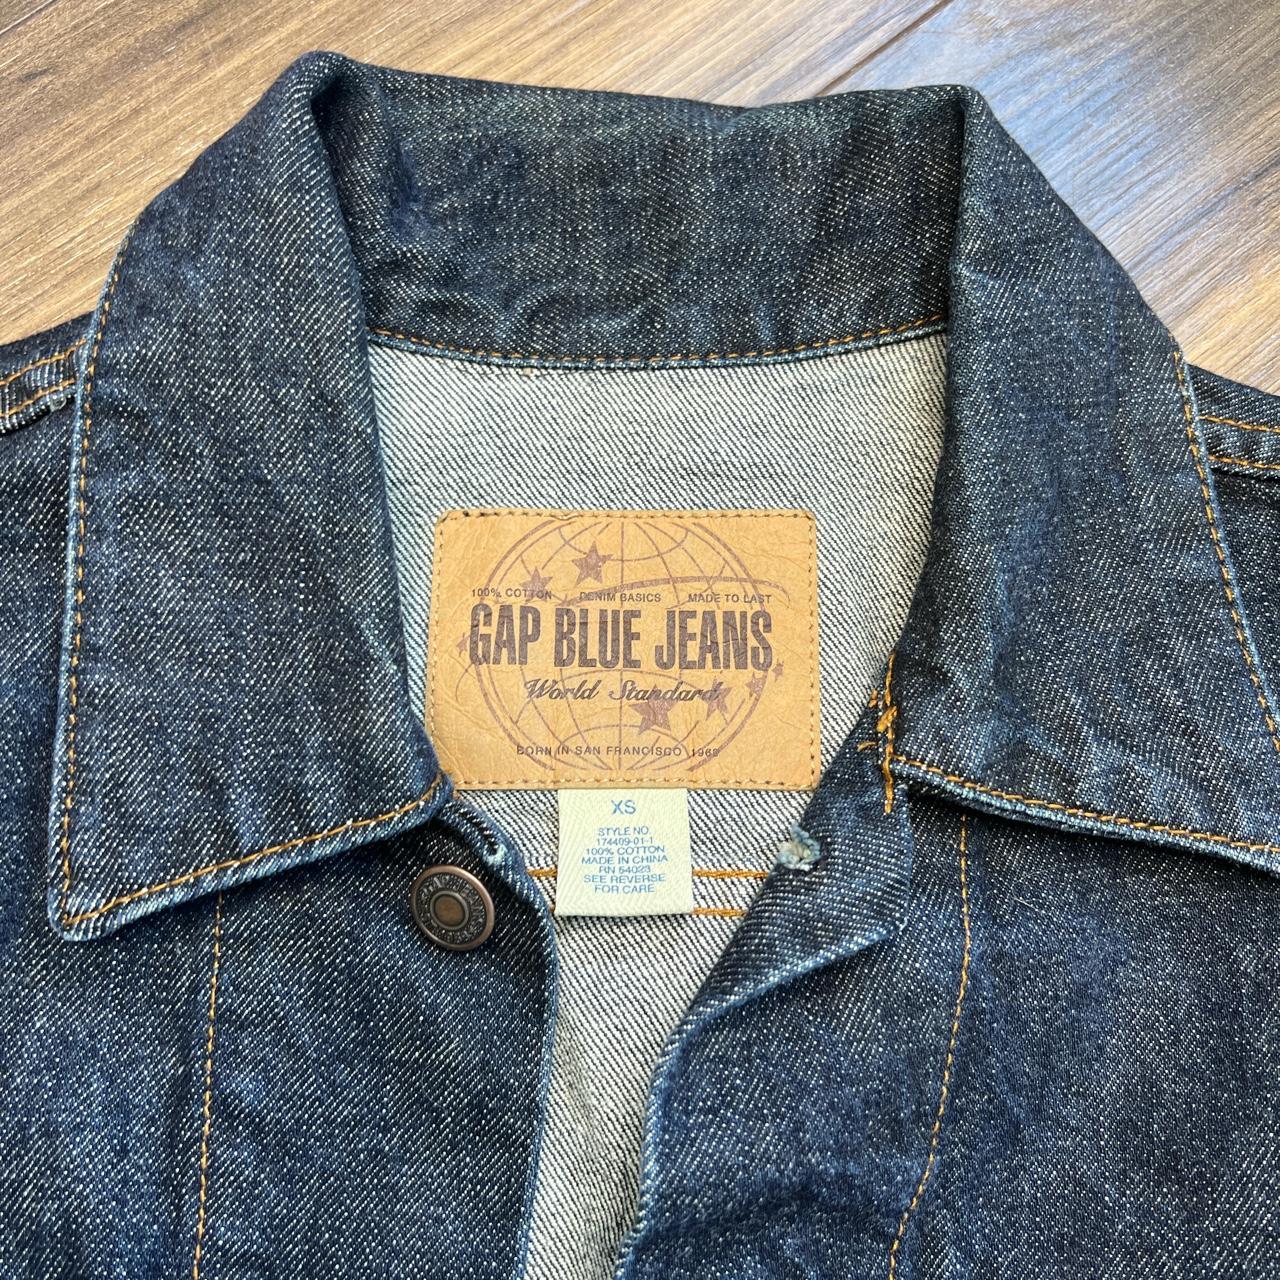 100% COTTON DENIM BASICS MADE TO LAST
GAP BLUE JEANS
World Standard
BORN IN SAN FRANCISCO 1969
XS
STYLE NO.
174409-01-1
100% COTTON
MADE IN CHINA
RN 54023
SEE REVERSE
FOR CARE